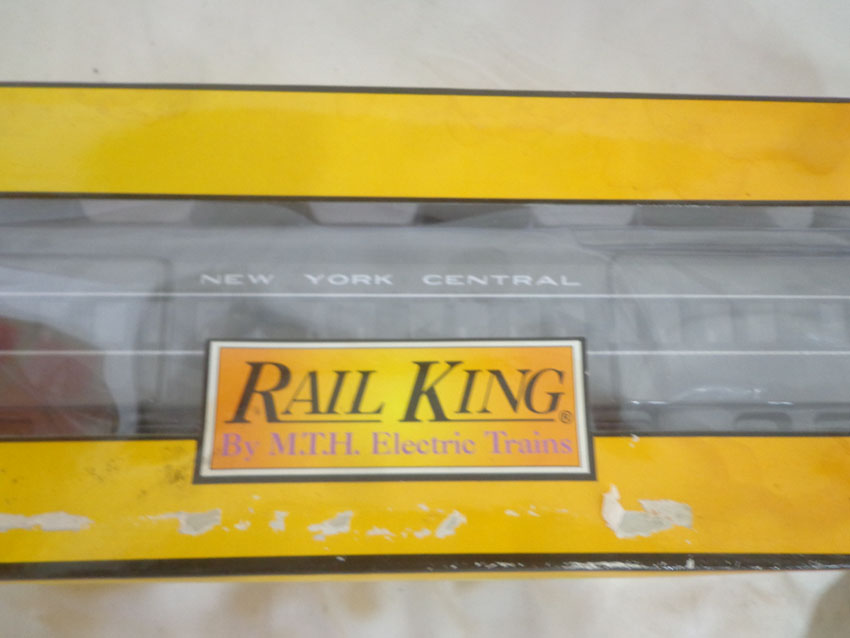 NEW YORK CENTRAL
RAIL KING®
By M.T.H. Electric Trains